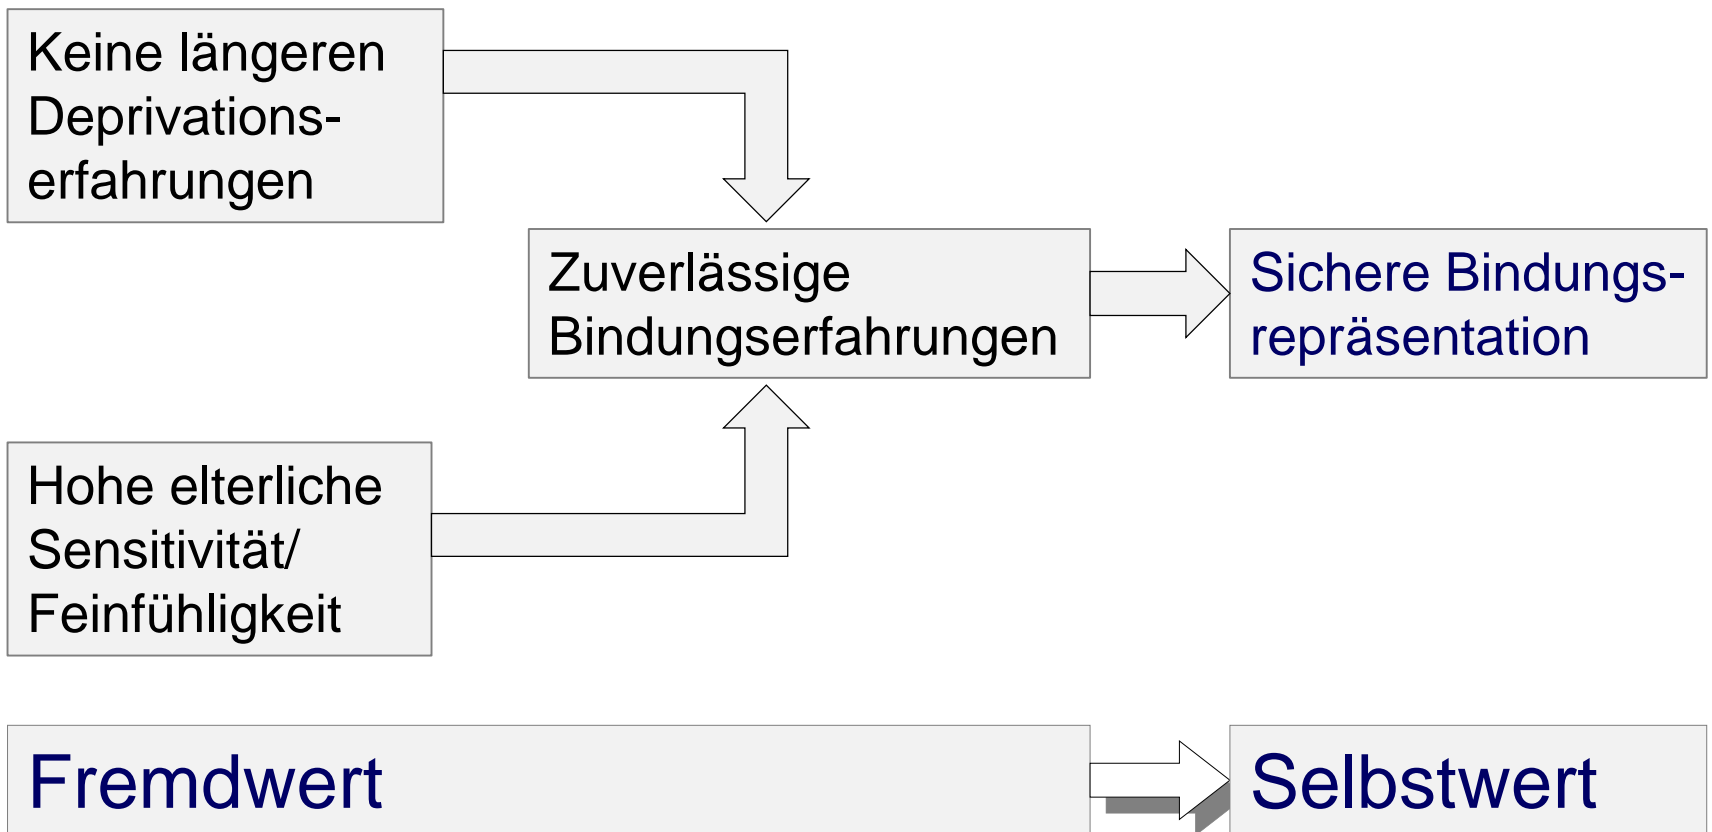 Keine längeren
Deprivations-
erfahrungen
Zuverlässige
Bindungserfahrungen
Sichere Bindungs-
repräsentation
Hohe elterliche
Sensitivität/
Feinfühligkeit
Fremdwert
Selbstwert